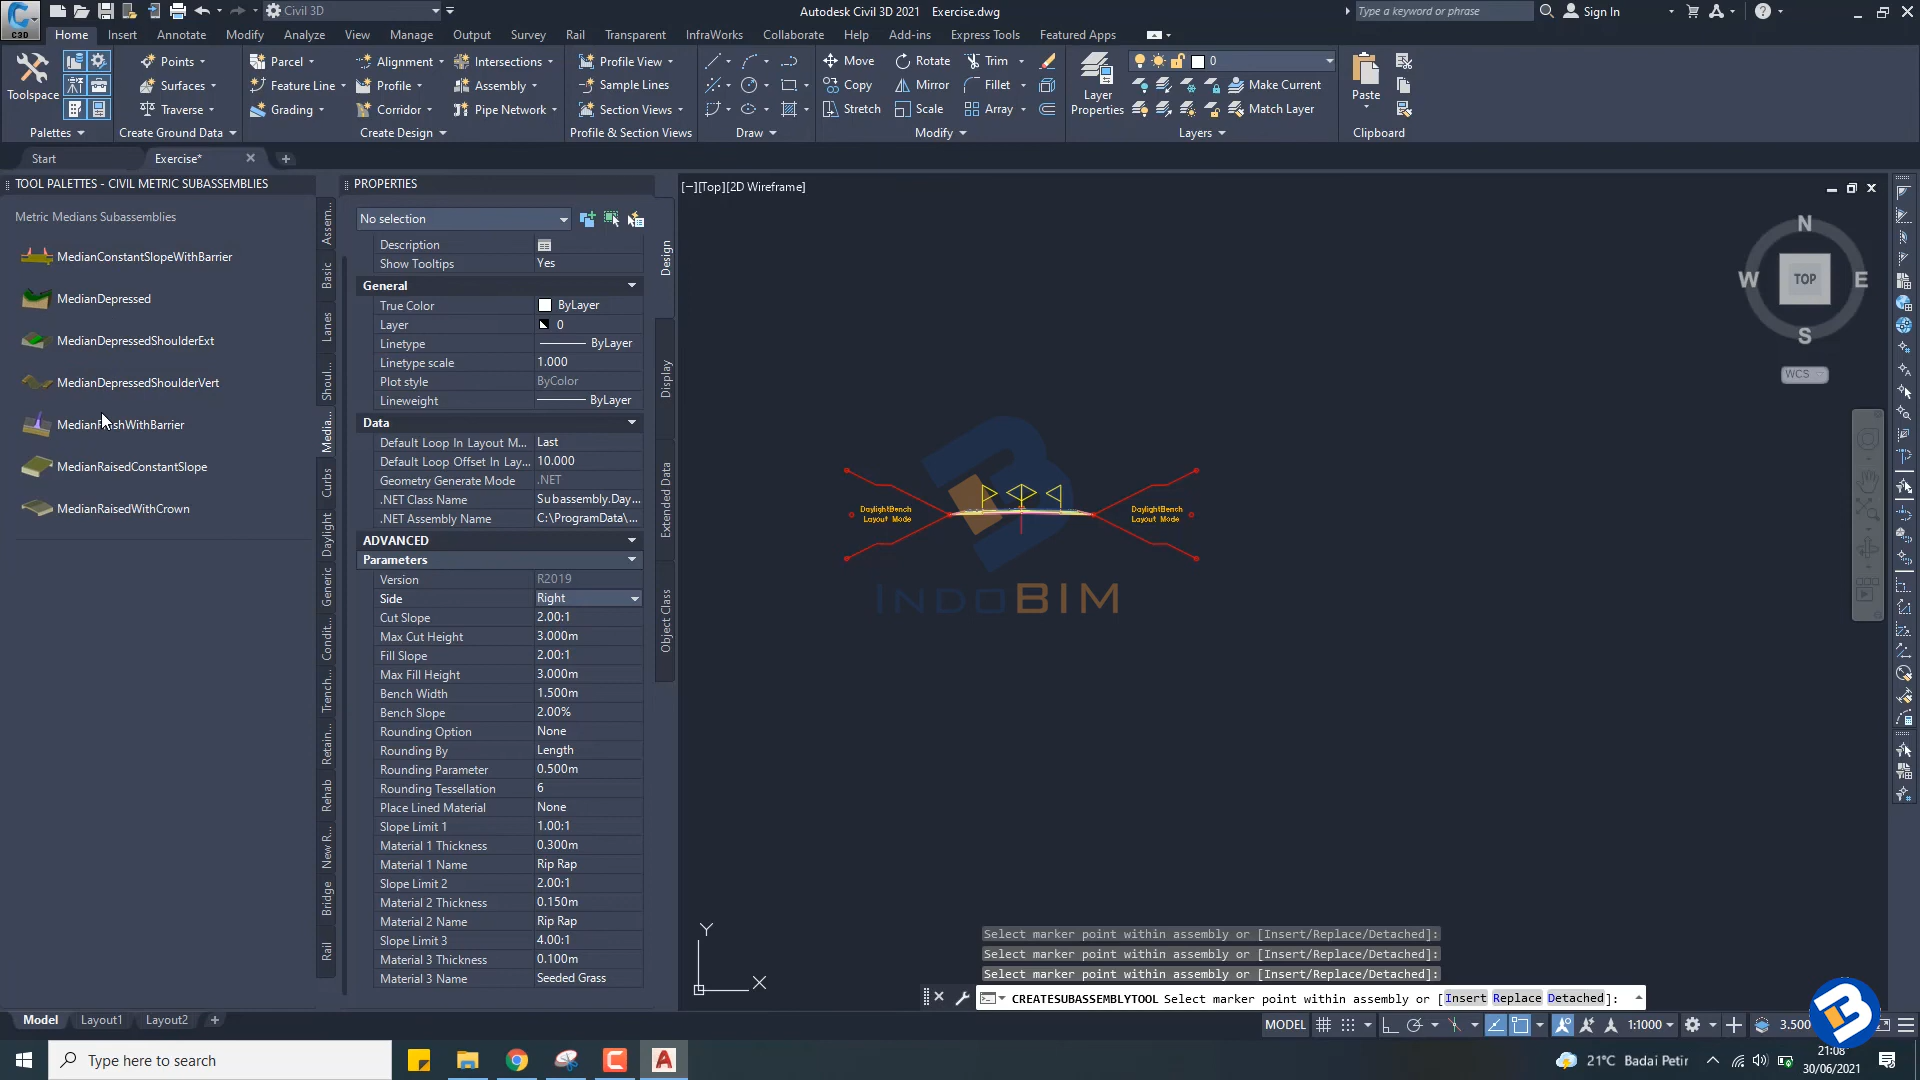 Civil 3D
Autodesk Civil 3D 2021 Exercise.dwg
Type a keyword or phrase
Sign In
C3D
Home Insert Annotate Modify Analyze View Manage Output Survey Rail Transparent InfraWorks Collaborate Help Add-ins Express Tools Featured Apps
Toolspace
Points
Surfaces
Traverse
Parcel
Feature Line
Grading
Alignment
Profile
Corridor
Intersections
Assembly
Pipe Network
Profile View
Sample Lines
Section Views
Move Rotate Trim
Copy Mirror Fillet
Stretch Scale Array
Layer
Properties
0
Make Current
Match Layer
Paste
Palettes Create Ground Data Create Design Profile & Section Views Draw Modify Layers Clipboard
Start
Exercise*
TOOL PALETTES - CIVIL METRIC SUBASSEMBLIES
Metric Medians Subassemblies
MedianConstantSlopeWithBarrier
MedianDepressed
MedianDepressedShoulderExt
MedianDepressedShoulderVert
MedianF shWithBarrier
MedianRaisedConstantSlope
MedianRaisedWithCrown
Assem...
Basic
Lanes
Shoul...
Media...
Curbs
Daylight
Generic
Condit...
Trench...
Retain...
Rehab
New R...
Bridge
Rail
PROPERTIES
No selection
Description
Show Tooltips Yes
General
True Color ByLayer
Layer 0
Linetype ByLayer
Linetype scale 1.000
Plot style ByColor
Lineweight ByLayer
Data
Default Loop In Layout M... Last
Default Loop Offset In Lay... 10.000
Geometry Generate Mode .NET
.NET Class Name Subassembly.Day...
.NET Assembly Name C:\ProgramData\...
ADVANCED
Parameters
Version R2019
Side Right
Cut Slope 2.00:1
Max Cut Height 3.000m
Fill Slope 2.00:1
Max Fill Height 3.000m
Bench Width 1.500m
Bench Slope 2.00%
Rounding Option None
Rounding By Length
Rounding Parameter 0.500m
Rounding Tessellation 6
Place Lined Material None
Slope Limit 1 1.00:1
Material 1 Thickness 0.300m
Material 1 Name Rip Rap
Slope Limit 2 2.00:1
Material 2 Thickness 0.150m
Material 2 Name Rip Rap
Slope Limit 3 4.00:1
Material 3 Thickness 0.100m
Material 3 Name Seeded Grass
Design
Display
Extended Data
Object Class
[−][Top][2D Wireframe]
N
W TOP E
S
WCS
DaylightBench
Layout Mode
DaylightBench
Layout Mode
INDOBIM
Y
X
Select marker point within assembly or [Insert/Replace/Detached]:
Select marker point within assembly or [Insert/Replace/Detached]:
Select marker point within assembly or [Insert/Replace/Detached]:
CREATESUBASSEMBLYTOOL Select marker point within assembly or [Insert Replace Detached]:
Model Layout1 Layout2
MODEL
1:1000
3.500
Type here to search
21°C Badai Petir
21:08
30/06/2021